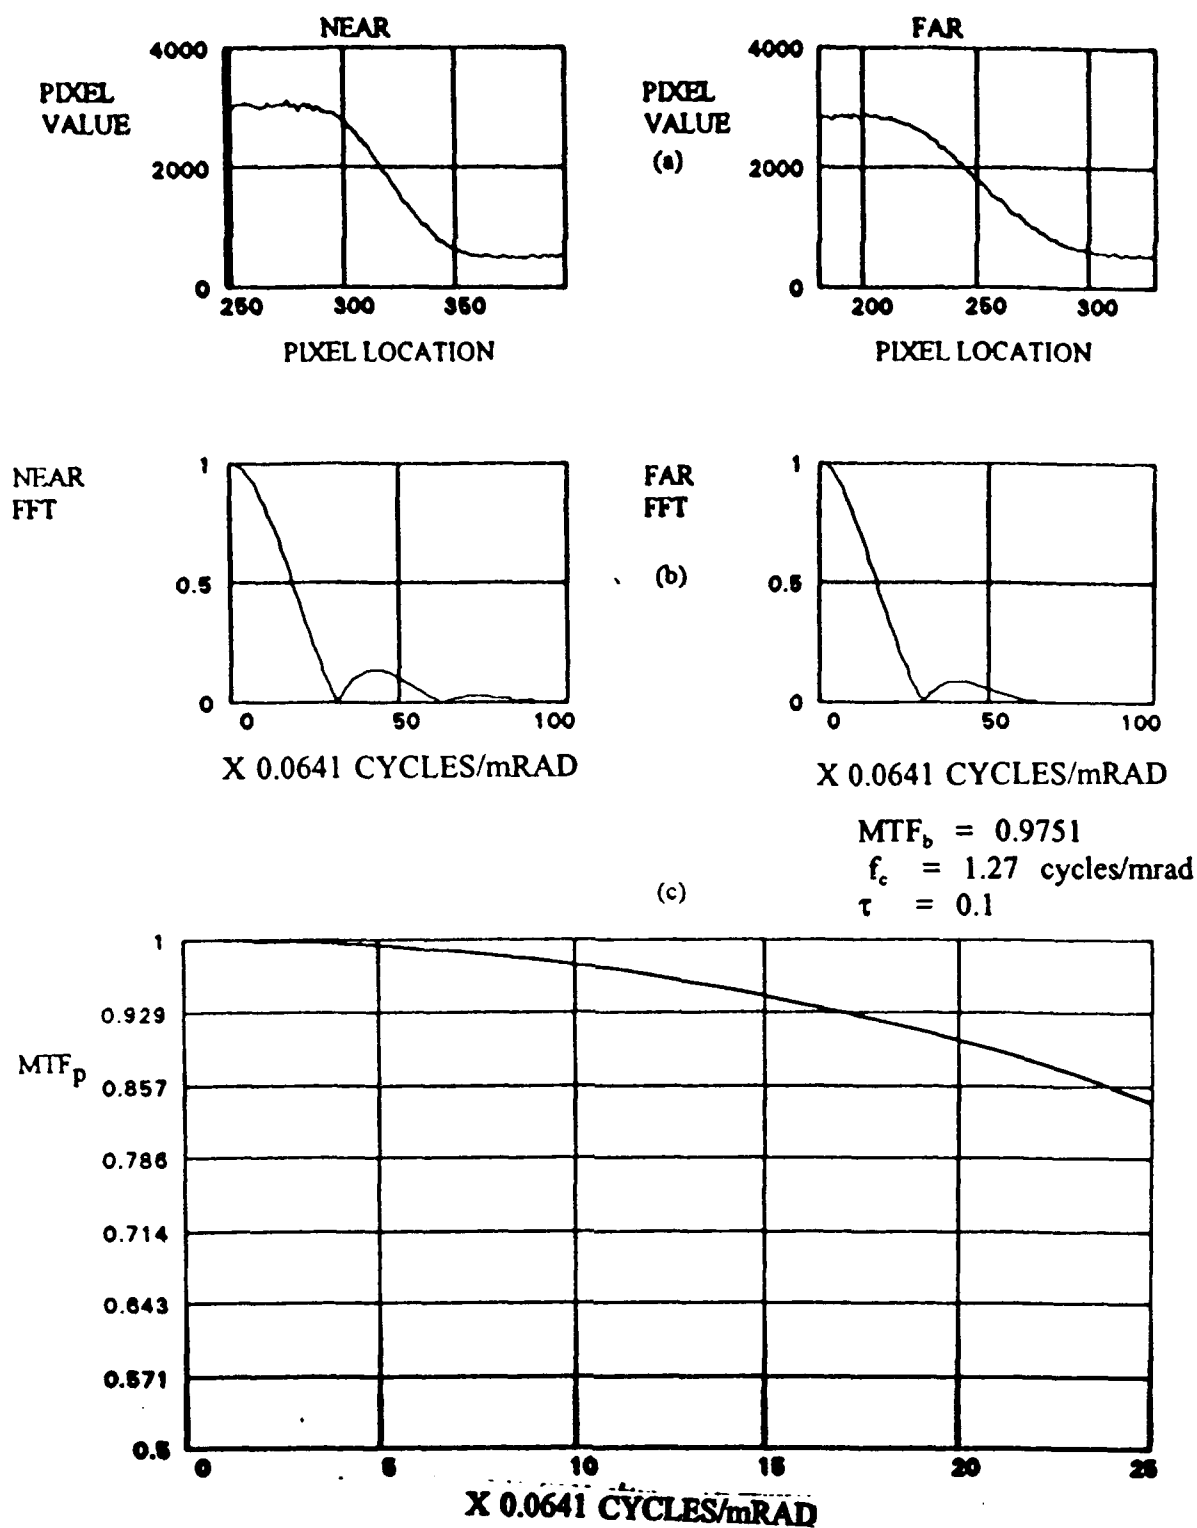 NEAR
4000
PIXEL
VALUE
2000
0
250 300 350
PIXEL LOCATION
FAR
4000
PIXEL
VALUE
(a)
2000
0
200 250 300
PIXEL LOCATION
NEAR
FFT
1
0.5
0
0 50 100
X 0.0641 CYCLES/mRAD
FAR
FFT
1
(b)
0.5
0
0 50 100
X 0.0641 CYCLES/mRAD
MTFb = 0.9751
fc = 1.27 cycles/mrad
τ = 0.1
(c)
1
0.929
MTFp
0.857
0.786
0.714
0.643
0.571
0.5
0 5 10 15 20 25
X 0.0641 CYCLES/mRAD